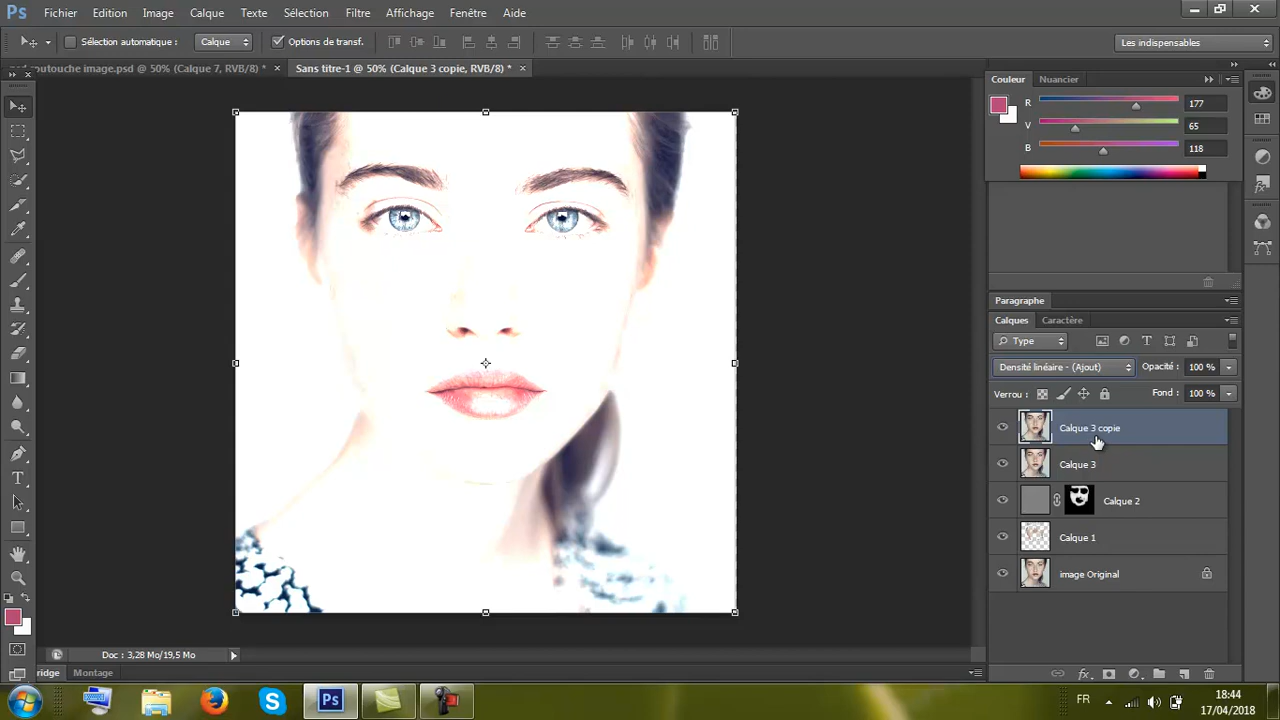 Ps Fichier Edition Image Calque Texte Sélection Filtre Affichage Fenêtre Aide
Sélection automatique : Calque Options de transf. Les indispensables
image.psd @ 50% (Calque 7, RVB/8) * × Sans titre-1 @ 50% (Calque 3 copie, RVB/8) * ×
Couleur Nuancier
R 177
V 65
B 118
Paragraphe
Calques Caractère
Type
Densité linéaire - (Ajout) Opacité : 100 %
Verrou : Fond : 100 %
Calque 3 copie
Calque 3
Calque 2
Calque 1
image Original
50% Doc : 3,28 Mo/19,5 Mo
ridge Montage
Ps FR 18:44
17/04/2018